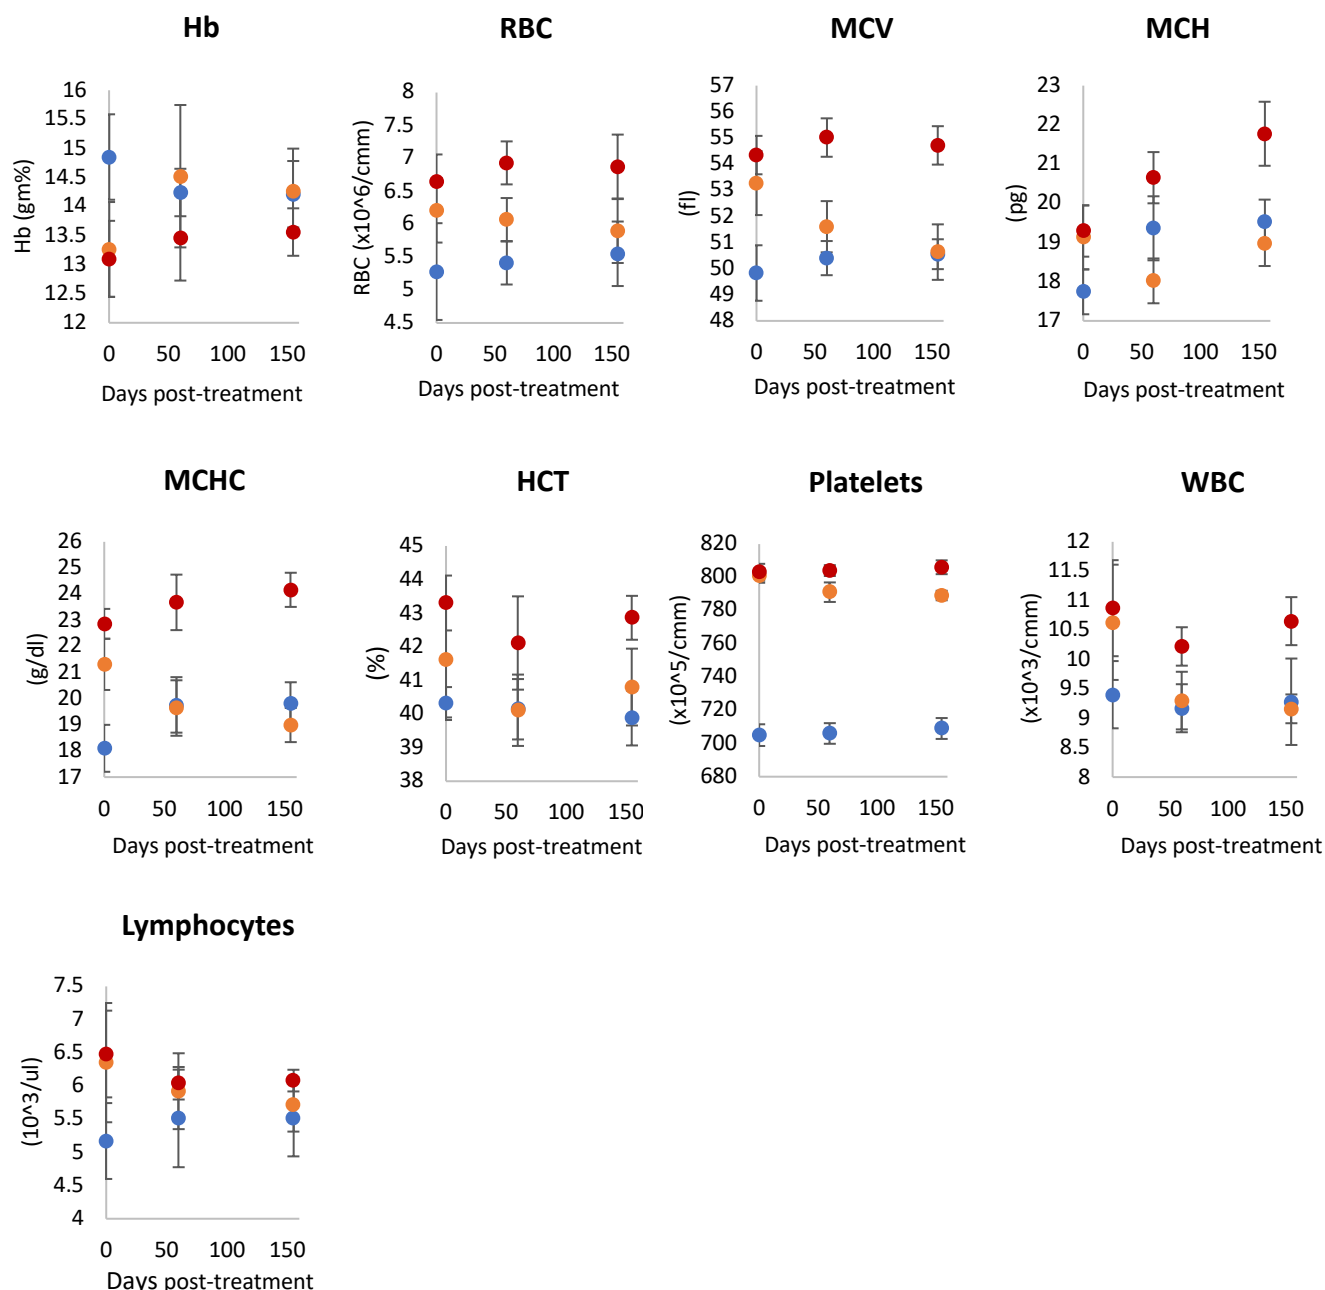 Hb
RBC
MCV
MCH
16
15.5
15
14.5
14
13.5
13
12.5
12
Hb (gm%)
0 50 100 150
Days post-treatment
8
7.5
7
6.5
6
5.5
5
4.5
RBC (x10^6/cmm)
0 50 100 150
Days post-treatment
57
56
55
54
53
52
51
50
49
48
(fl)
0 50 100 150
Days post-treatment
23
22
21
20
19
18
17
(pg)
0 50 100 150
Days post-treatment
MCHC
HCT
Platelets
WBC
26
25
24
23
22
21
20
19
18
17
(g/dl)
0 50 100 150
Days post-treatment
45
44
43
42
41
40
39
38
(%)
0 50 100 150
Days post-treatment
820
800
780
760
740
720
700
680
(x10^5/cmm)
0 50 100 150
Days post-treatment
12
11.5
11
10.5
10
9.5
9
8.5
8
(x10^3/cmm)
0 50 100 150
Days post-treatment
Lymphocytes
7.5
7
6.5
6
5.5
5
4.5
4
(10^3/ul)
0 50 100 150
Days post-treatment